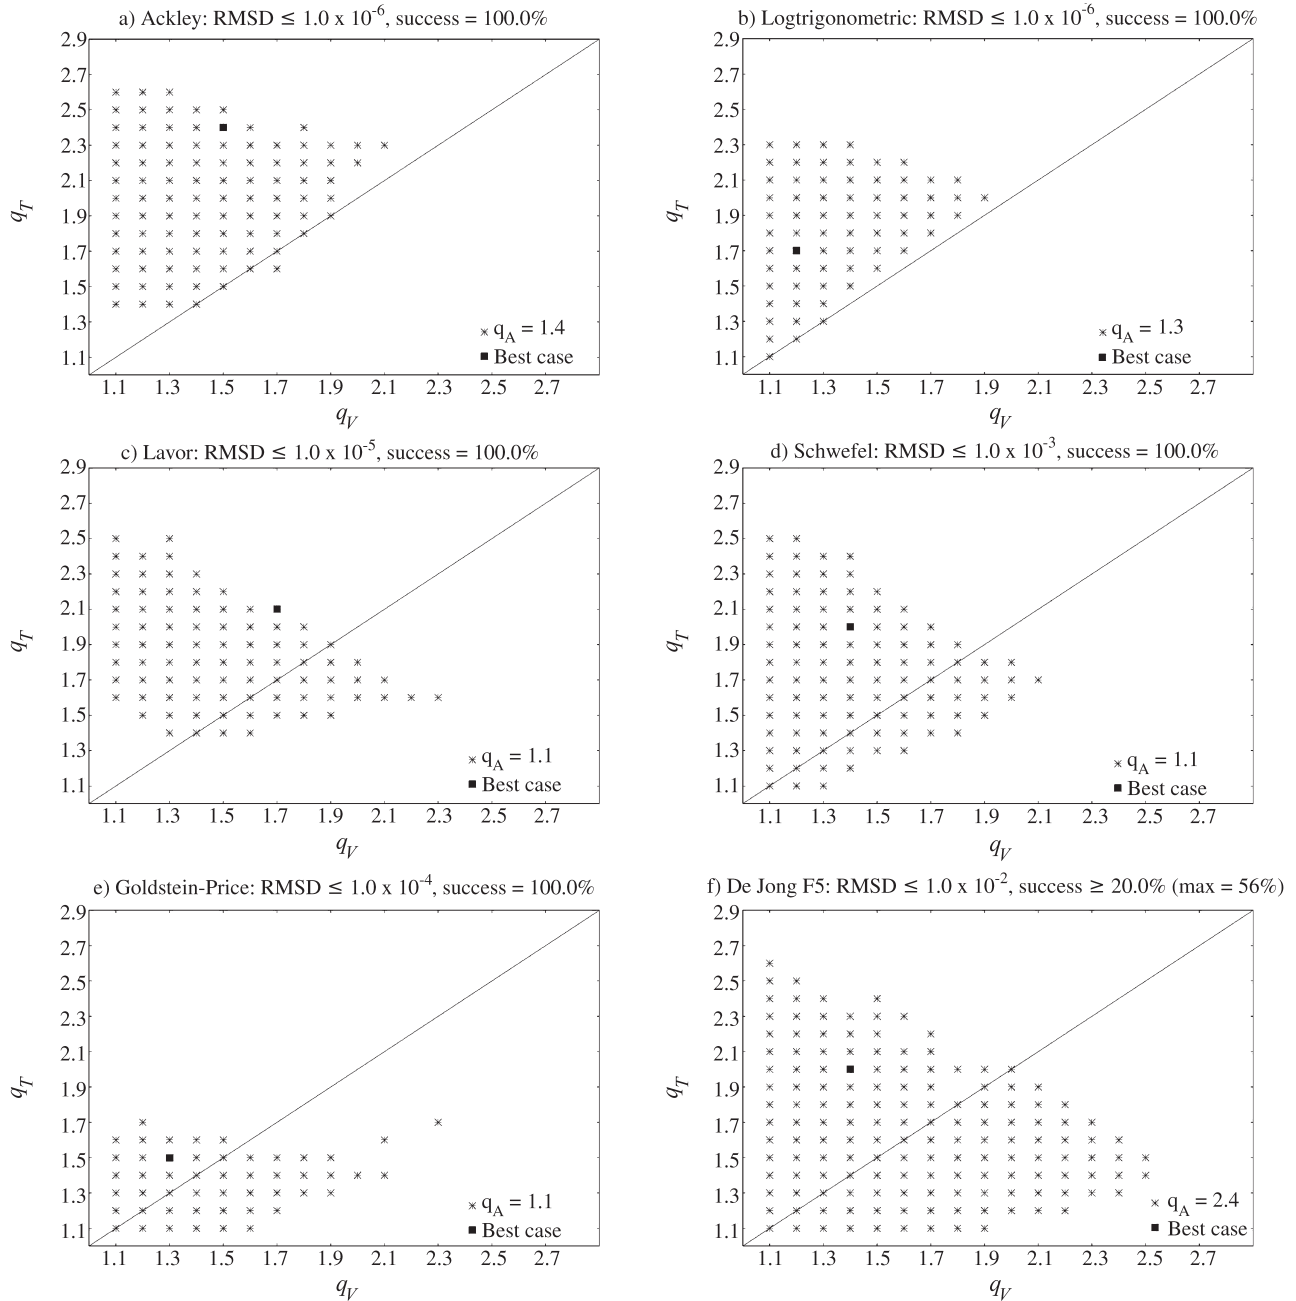 a) Ackley: RMSD ≤ 1.0 x 10^-6, success = 100.0%
2.9
2.7
2.5
2.3
2.1
1.9
1.7
1.5
1.3
1.1
q_T
q_A = 1.4
Best case
1.1 1.3 1.5 1.7 1.9 2.1 2.3 2.5 2.7
q_V
b) Logtrigonometric: RMSD ≤ 1.0 x 10^-6, success = 100.0%
2.9
2.7
2.5
2.3
2.1
1.9
1.7
1.5
1.3
1.1
q_T
q_A = 1.3
Best case
1.1 1.3 1.5 1.7 1.9 2.1 2.3 2.5 2.7
q_V
c) Lavor: RMSD ≤ 1.0 x 10^-5, success = 100.0%
2.9
2.7
2.5
2.3
2.1
1.9
1.7
1.5
1.3
1.1
q_T
q_A = 1.1
Best case
1.1 1.3 1.5 1.7 1.9 2.1 2.3 2.5 2.7
q_V
d) Schwefel: RMSD ≤ 1.0 x 10^-3, success = 100.0%
2.9
2.7
2.5
2.3
2.1
1.9
1.7
1.5
1.3
1.1
q_T
q_A = 1.1
Best case
1.1 1.3 1.5 1.7 1.9 2.1 2.3 2.5 2.7
q_V
e) Goldstein-Price: RMSD ≤ 1.0 x 10^-4, success = 100.0%
2.9
2.7
2.5
2.3
2.1
1.9
1.7
1.5
1.3
1.1
q_T
q_A = 1.1
Best case
1.1 1.3 1.5 1.7 1.9 2.1 2.3 2.5 2.7
q_V
f) De Jong F5: RMSD ≤ 1.0 x 10^-2, success ≥ 20.0% (max = 56%)
2.9
2.7
2.5
2.3
2.1
1.9
1.7
1.5
1.3
1.1
q_T
q_A = 2.4
Best case
1.1 1.3 1.5 1.7 1.9 2.1 2.3 2.5 2.7
q_V